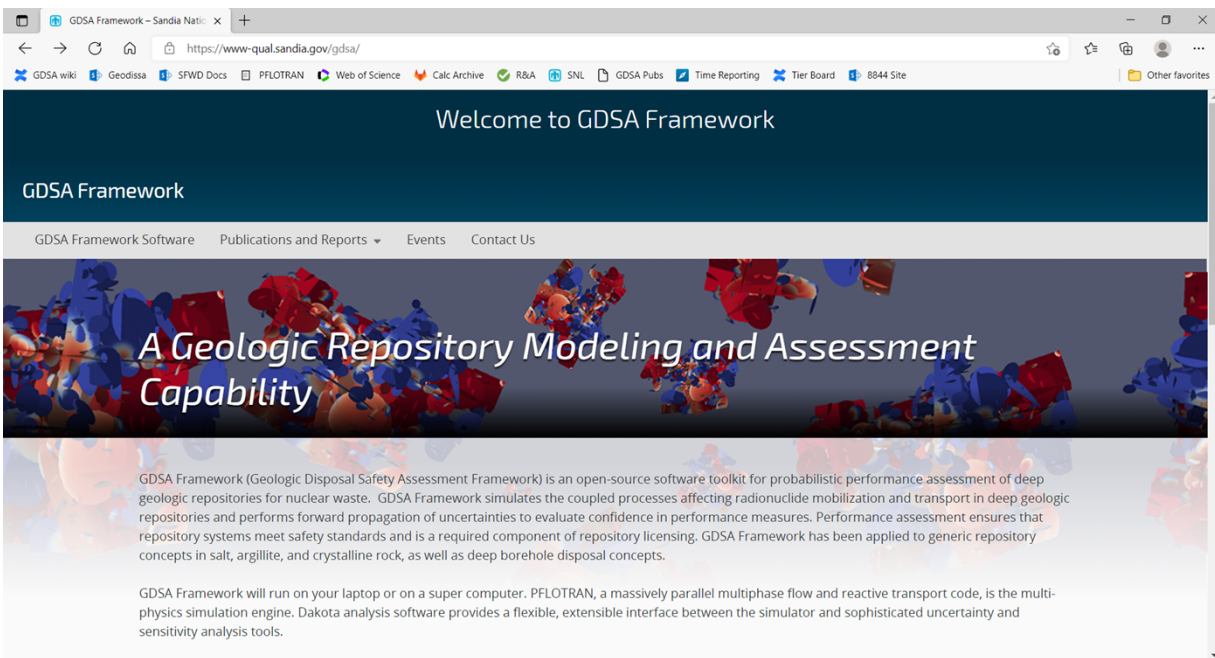 GDSA Framework – Sandia Natio
https://www-qual.sandia.gov/gdsa/
GDSA wiki Geodissa SFWD Docs PFLOTRAN Web of Science Calc Archive R&A SNL GDSA Pubs Time Reporting Tier Board 8844 Site Other favorites
Welcome to GDSA Framework
GDSA Framework
GDSA Framework Software Publications and Reports Events Contact Us
A Geologic Repository Modeling and Assessment
Capability
GDSA Framework (Geologic Disposal Safety Assessment Framework) is an open-source software toolkit for probabilistic performance assessment of deep
geologic repositories for nuclear waste. GDSA Framework simulates the coupled processes affecting radionuclide mobilization and transport in deep geologic
repositories and performs forward propagation of uncertainties to evaluate confidence in performance measures. Performance assessment ensures that
repository systems meet safety standards and is a required component of repository licensing. GDSA Framework has been applied to generic repository
concepts in salt, argillite, and crystalline rock, as well as deep borehole disposal concepts.
GDSA Framework will run on your laptop or on a super computer. PFLOTRAN, a massively parallel multiphase flow and reactive transport code, is the multi-
physics simulation engine. Dakota analysis software provides a flexible, extensible interface between the simulator and sophisticated uncertainty and
sensitivity analysis tools.